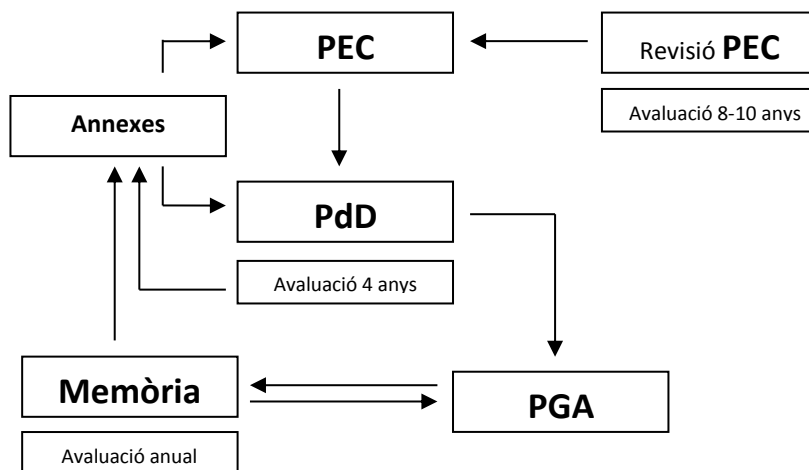 PEC
Revisió PEC
Annexes
Avaluació 8-10 anys
PdD
Avaluació 4 anys
Memòria
PGA
Avaluació anual